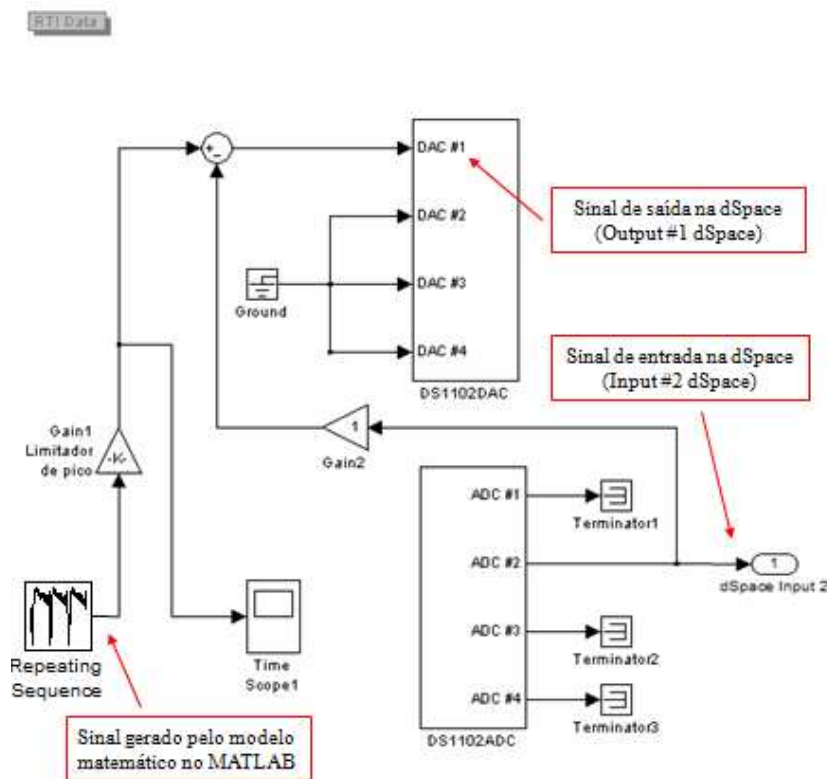 RTI Data
+
-
DAC #1
DAC #2
DAC #3
DAC #4
DS1102DAC
Sinal de saída na dSpace
(Output #1 dSpace)
Ground
Sinal de entrada na dSpace
(Input #2 dSpace)
Gain1
Limitador
de pico
-K-
1
Gain2
ADC #1
ADC #2
ADC #3
ADC #4
DS1102ADC
Terminator1
1
dSpace Input 2
Terminator2
Terminator3
Repeating
Sequence
Time
Scope1
Sinal gerado pelo modelo
matemático no MATLAB